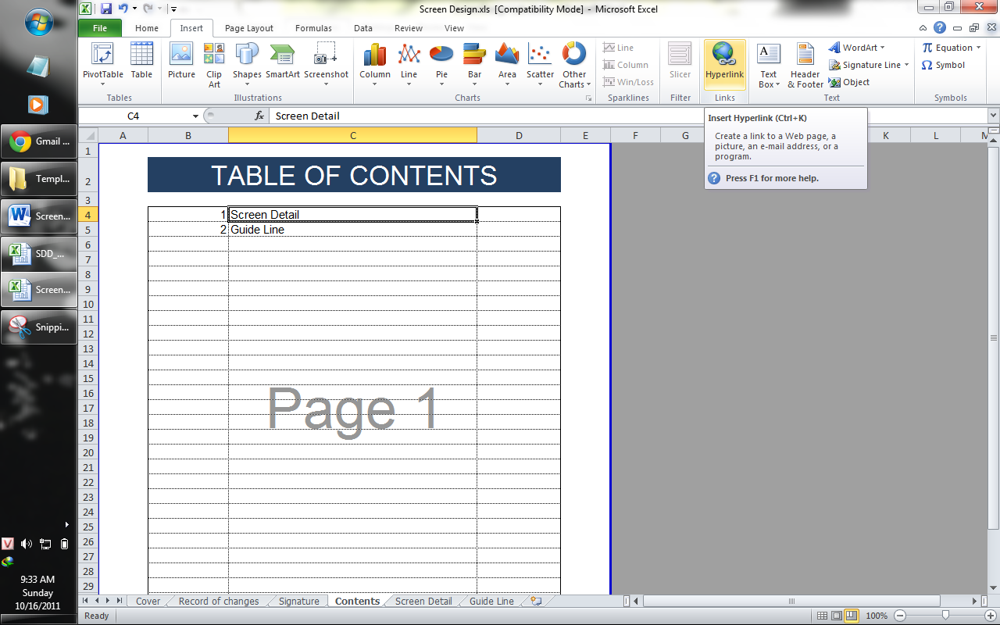 Screen Design.xls [Compatibility Mode] - Microsoft Excel
File Home Insert Page Layout Formulas Data Review View
PivotTable Table Picture Clip Art Shapes SmartArt Screenshot Column Line Pie Bar Area Scatter Other Charts Line Column Win/Loss Slicer Hyperlink Text Box Header & Footer WordArt Signature Line Object Equation Symbol
Tables Illustrations Charts Sparklines Filter Links Text Symbols
C4 fx Screen Detail
Insert Hyperlink (Ctrl+K)
Create a link to a Web page, a
picture, an e-mail address, or a
program.
Press F1 for more help.
A B C D E F G K L M
1
2 TABLE OF CONTENTS
3
4 1 Screen Detail
5 2 Guide Line
6
7
8
9
10
11
12
13
14
15
16
17
18
19
20
21
22
23
24
25
26
27
28
29
Page 1
Cover Record of changes Signature Contents Screen Detail Guide Line
Ready 100%
Gmail ...
Templ...
Screen...
SDD_...
Screen...
Snippi...
9:33 AM
Sunday
10/16/2011